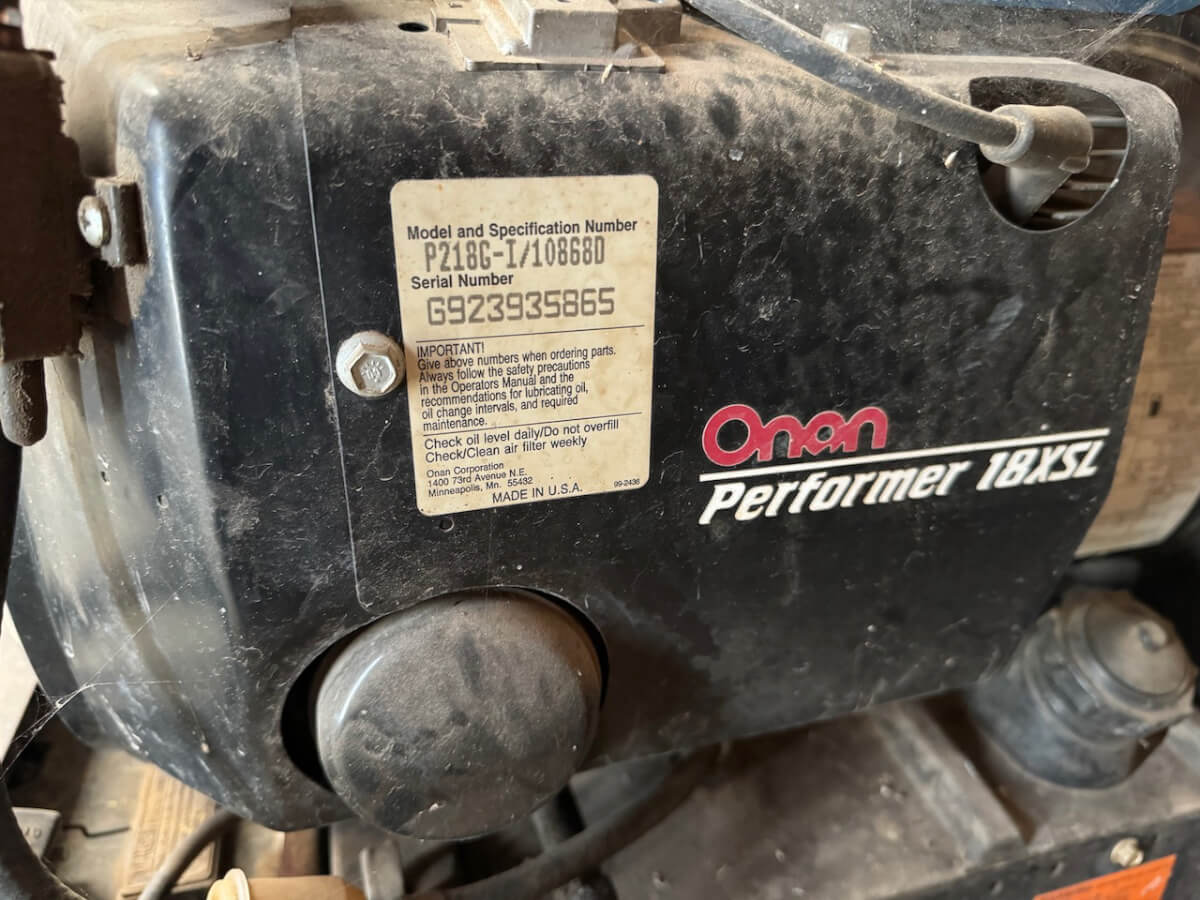 Model and Specification Number
P218G-I/10868D
Serial Number
G923935865
IMPORTANT!
Give above numbers when ordering parts.
Always follow the safety precautions
in the Operators Manual and the
recommendations for lubricating oil,
oil change intervals, and required
maintenance.
Check oil level daily/Do not overfill
Check/Clean air filter weekly
Onan Corporation
1400 73rd Avenue N.E.
Minneapolis, Mn. 55432
99-2436
MADE IN U.S.A.
Onan
Performer 18XSL